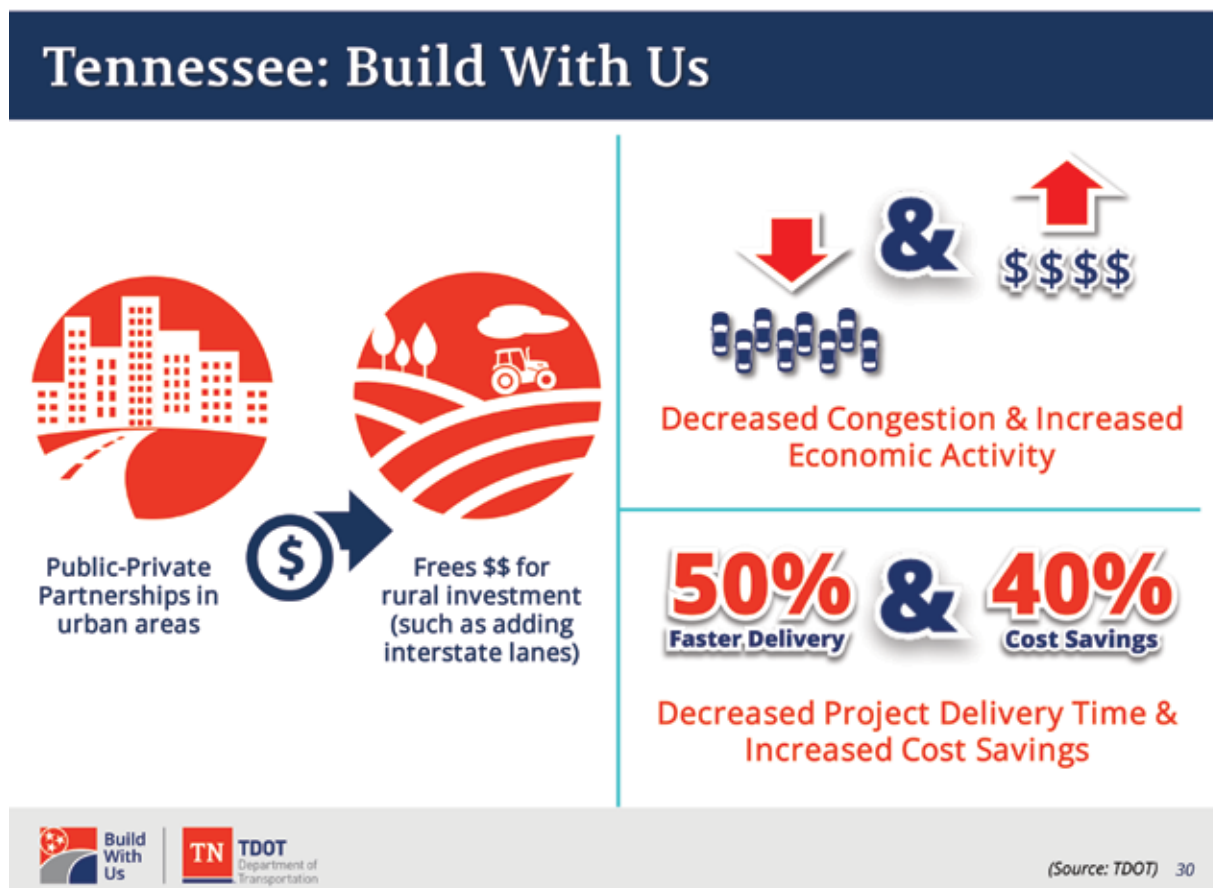 Tennessee: Build With Us
Public-Private
Partnerships in
urban areas
$
Frees $$ for
rural investment
(such as adding
interstate lanes)
&
$$$$
Decreased Congestion & Increased
Economic Activity
50% & 40%
Faster Delivery Cost Savings
Decreased Project Delivery Time &
Increased Cost Savings
Build
With
Us
TN
TDOT
Department of
Transportation
(Source: TDOT) 30